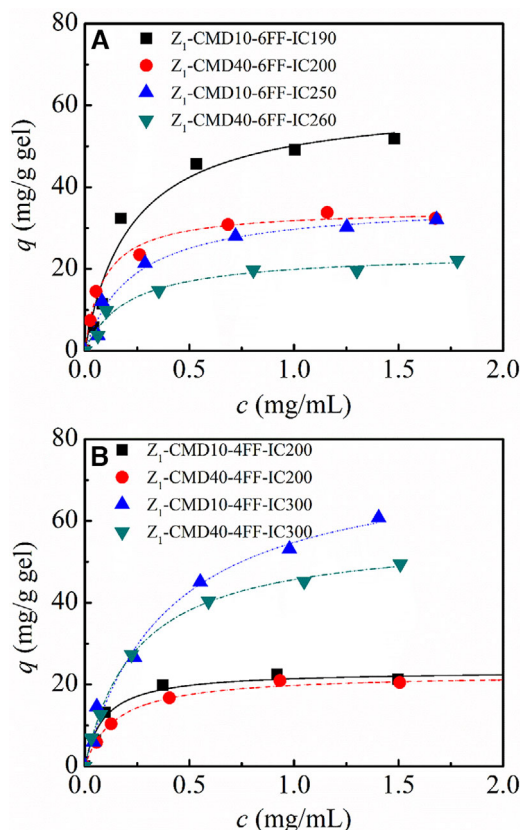 A
Z₁-CMD10-6FF-IC190
Z₁-CMD40-6FF-IC200
Z₁-CMD10-6FF-IC250
Z₁-CMD40-6FF-IC260
80
60
40
20
0
q (mg/g gel)
0.0 0.5 1.0 1.5 2.0
c (mg/mL)
B
Z₁-CMD10-4FF-IC200
Z₁-CMD40-4FF-IC200
Z₁-CMD10-4FF-IC300
Z₁-CMD40-4FF-IC300
80
60
40
20
0
q (mg/g gel)
0.0 0.5 1.0 1.5 2.0
c (mg/mL)